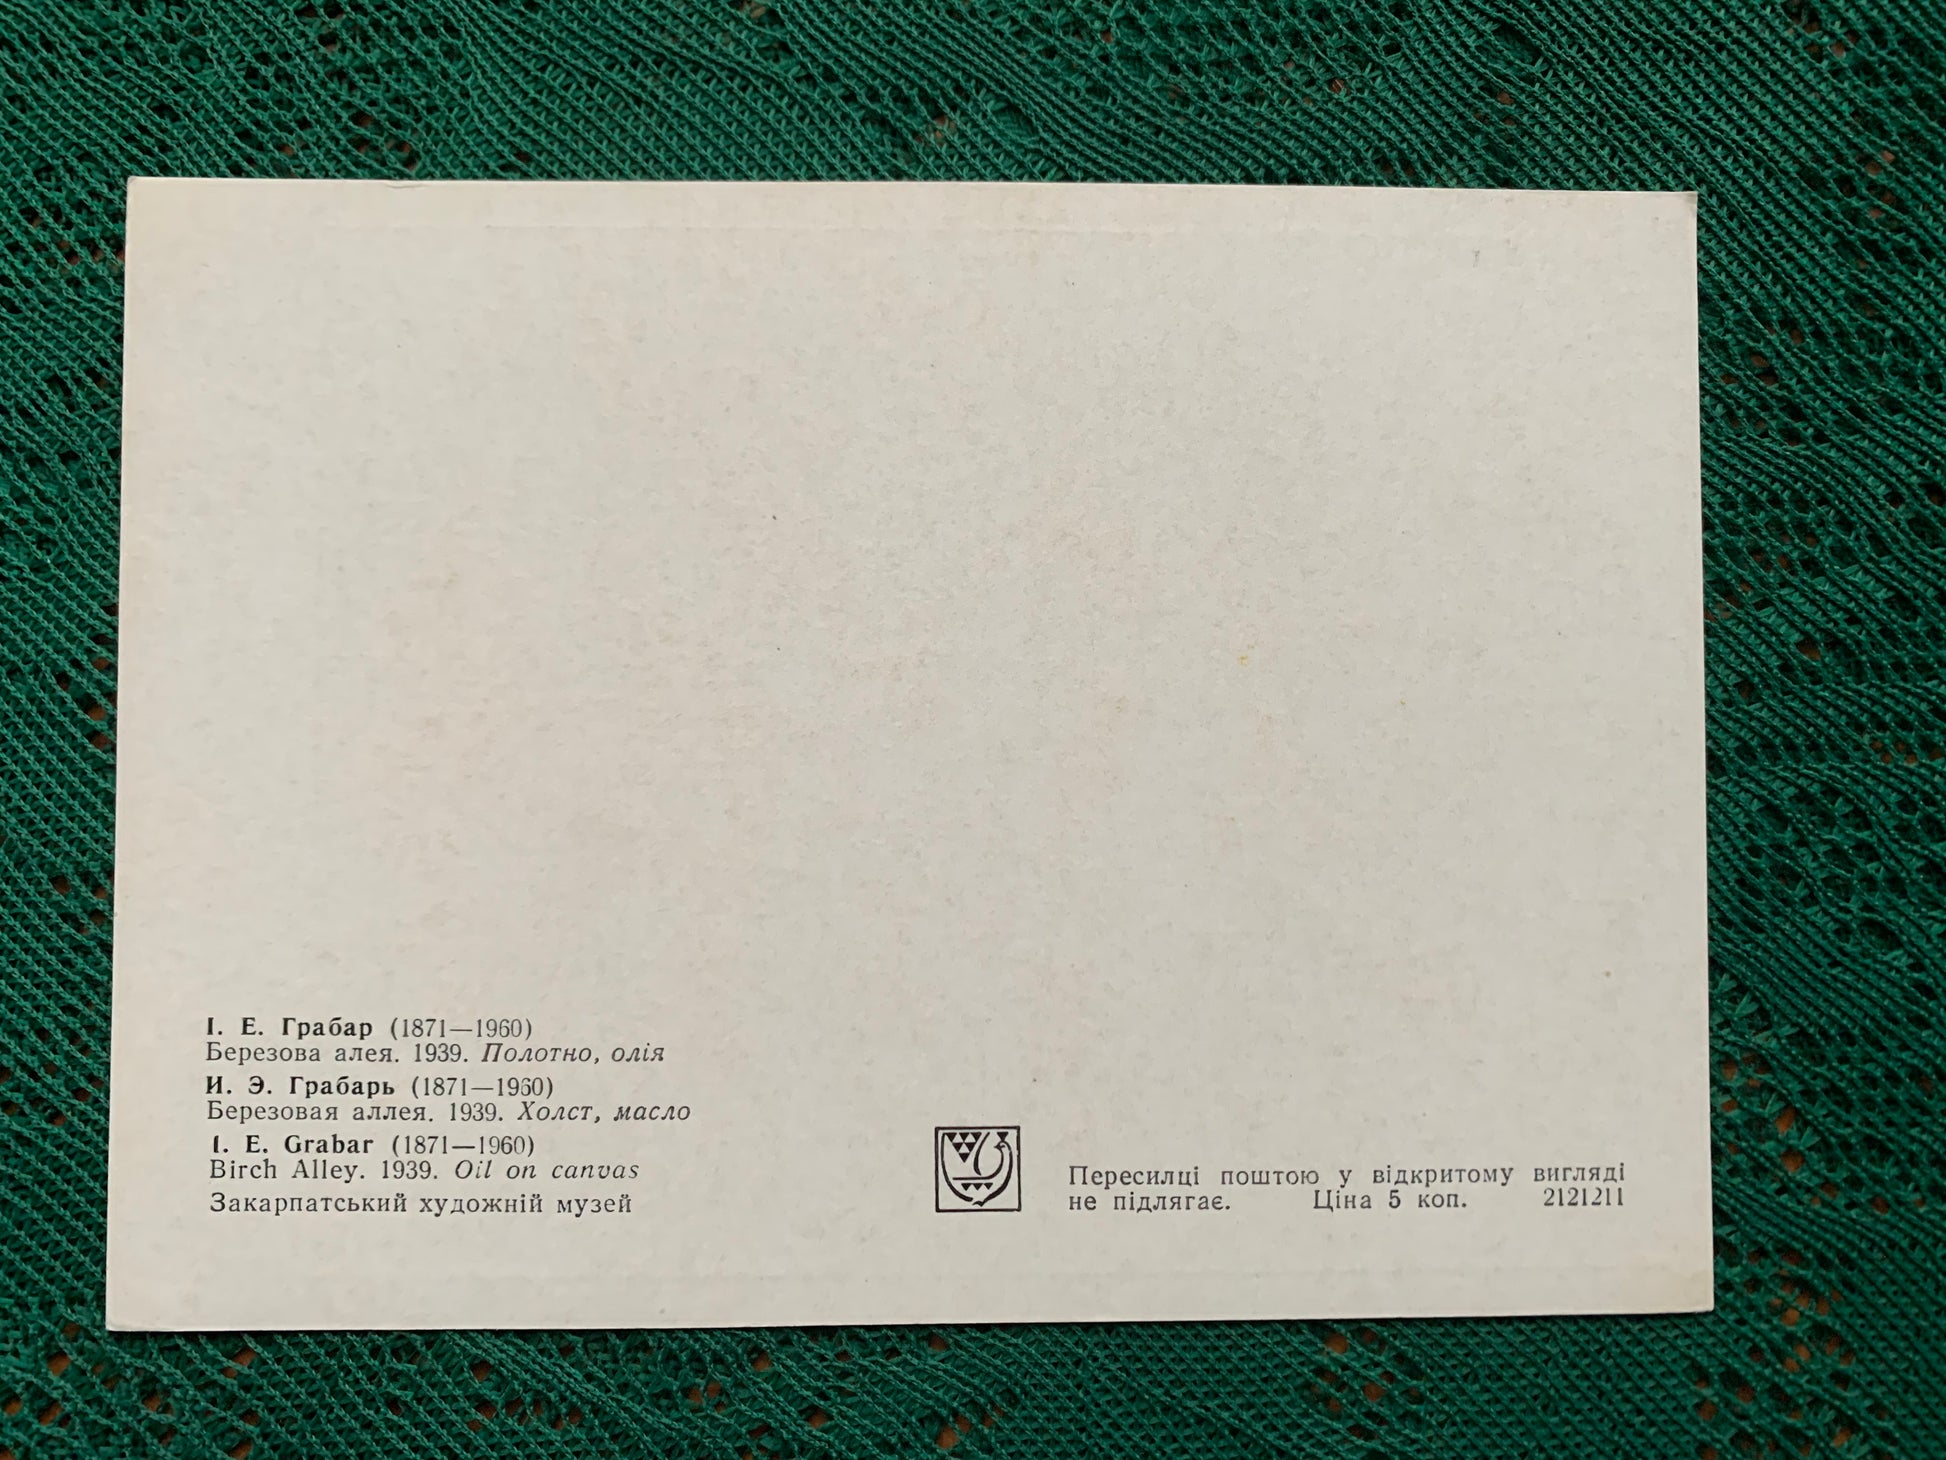 І. Е. Грабар (1871—1960)
Березова алея. 1939. Полотно, олія
И. Э. Грабарь (1871—1960)
Березовая аллея. 1939. Холст, масло
I. E. Grabar (1871—1960)
Birch Alley. 1939. Oil on canvas
Закарпатський художній музей
Пересилці поштою у відкритому вигляді
не підлягає. Ціна 5 коп. 2121211